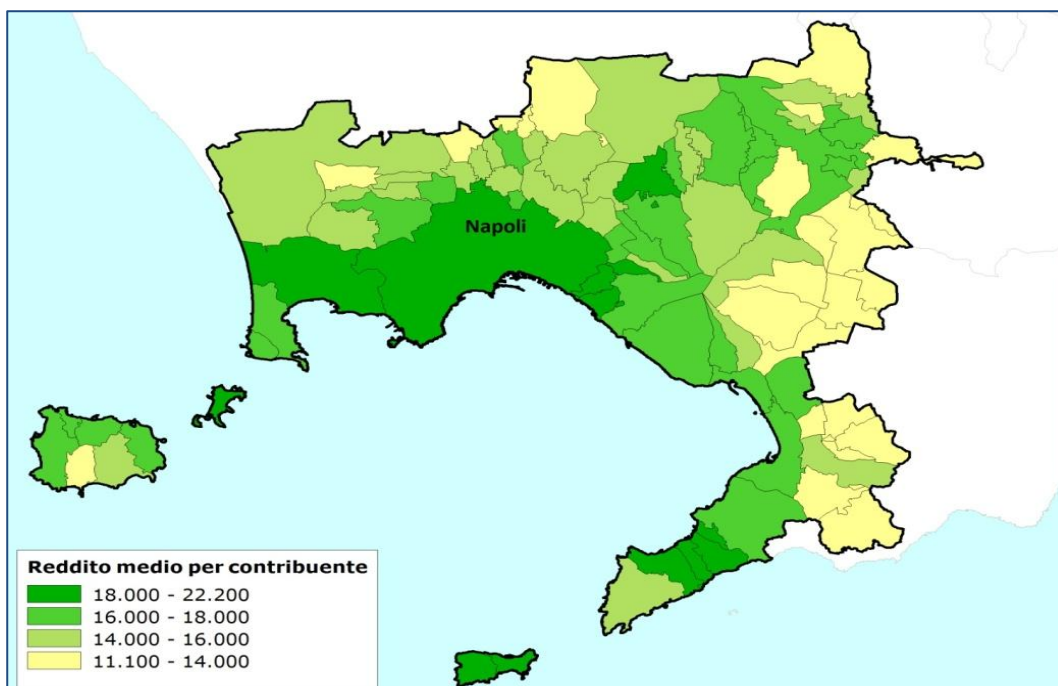 Napoli
Reddito medio per contribuente
18.000 - 22.200
16.000 - 18.000
14.000 - 16.000
11.100 - 14.000